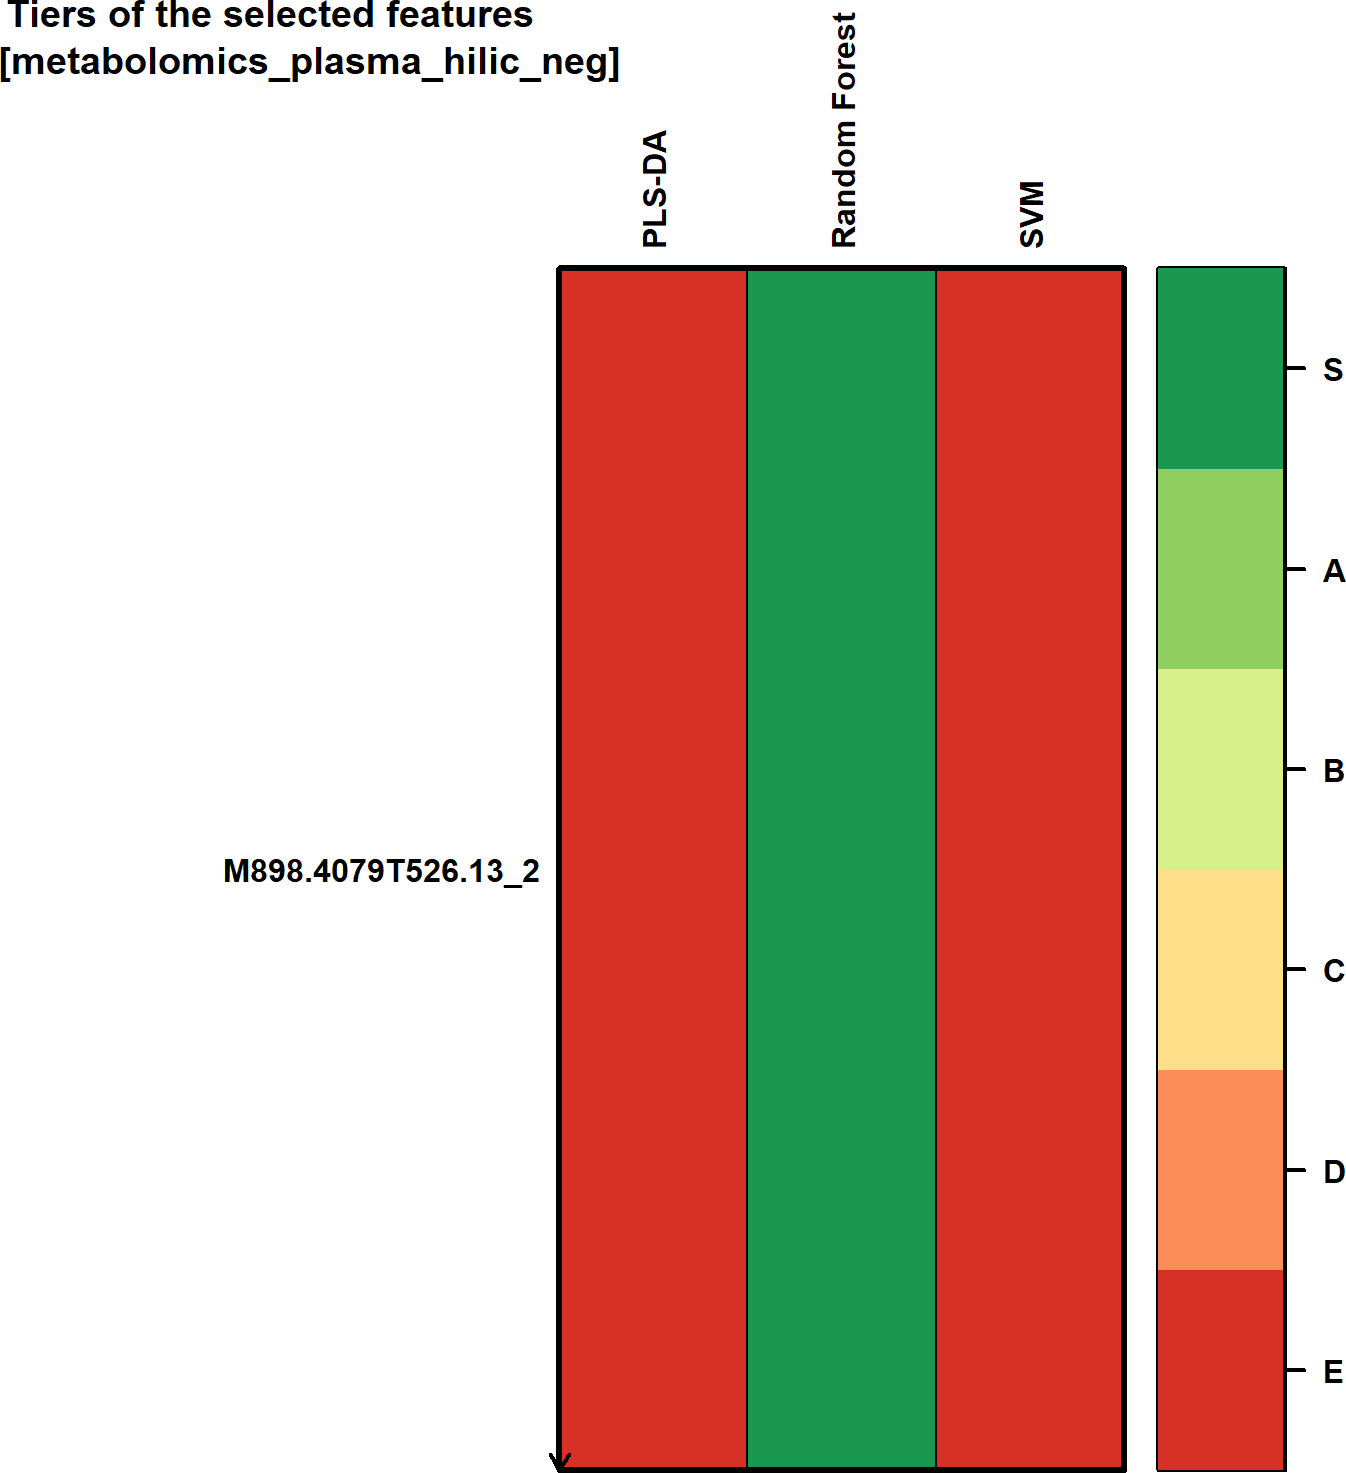 Tiers of the selected features
[metabolomics_plasma_hilic_neg]
PLS-DA
Random Forest
SVM
M898.4079T526.13_2
S
A
B
C
D
E